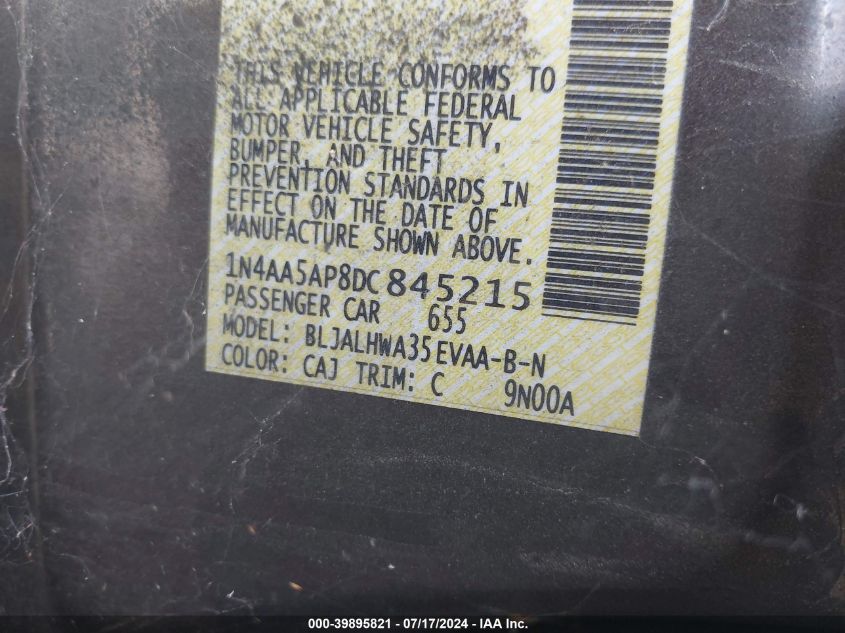 THIS VEHICLE CONFORMS TO
ALL APPLICABLE FEDERAL
MOTOR VEHICLE SAFETY,
BUMPER, AND THEFT
PREVENTION STANDARDS IN
EFFECT ON THE DATE OF
MANUFACTURE SHOWN ABOVE.
1N4AA5AP8DC845215
PASSENGER CAR 655
MODEL: BLJALHWA35EVAA-B-N
COLOR: CAJ TRIM: C 9N00A
000-39895821 - 07/17/2024 - IAA Inc.